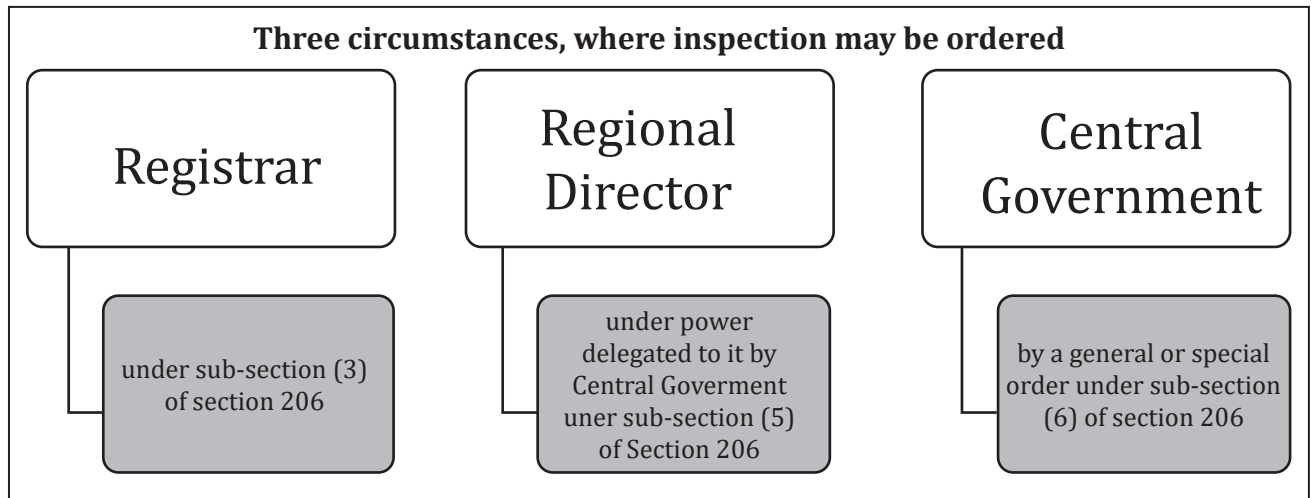 Three circumstances, where inspection may be ordered
Registrar
under sub-section (3)
of section 206
Regional
Director
under power
delegated to it by
Central Goverment
uner sub-section (5)
of Section 206
Central
Government
by a general or special
order under sub-section
(6) of section 206